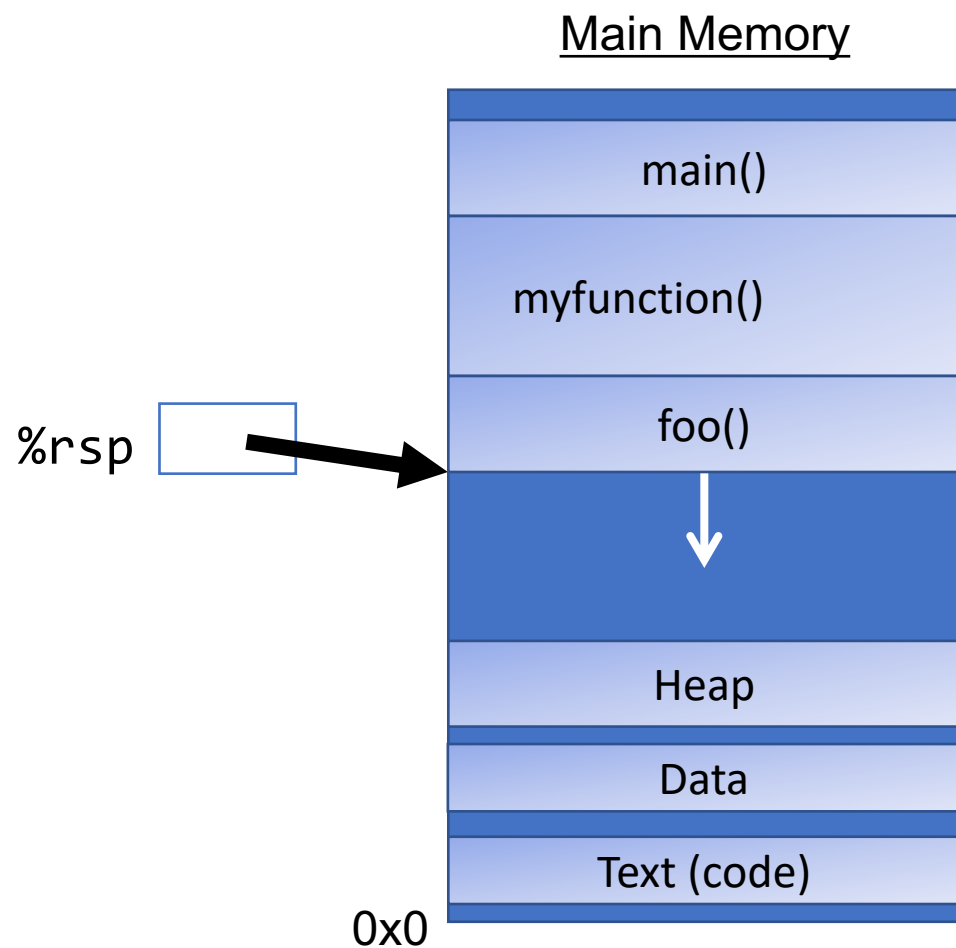 Main Memory
main()
myfunction()
foo()
%rsp
Heap
Data
Text (code)
0x0